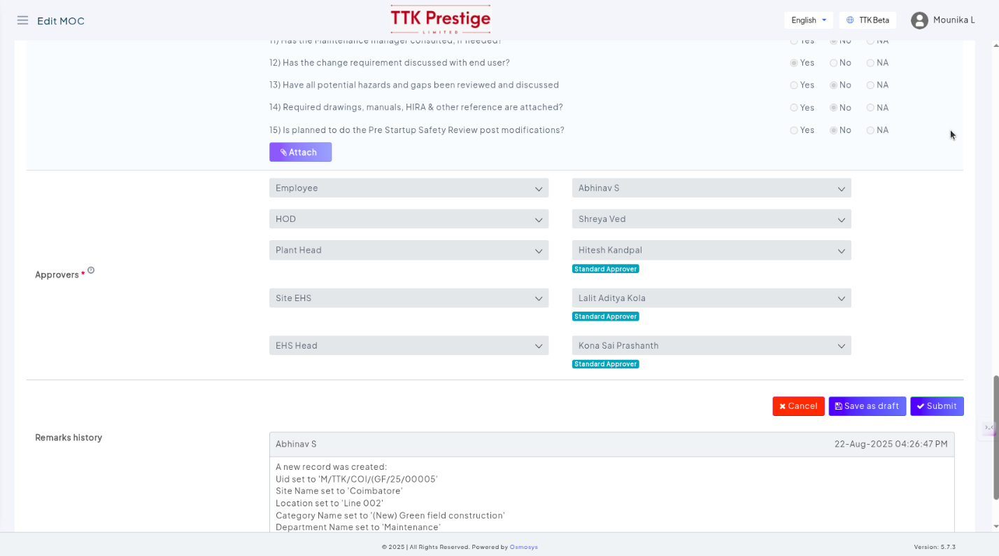 Edit MOC
TTK Prestige
LIMITED
English
TTK Beta
Mounika L
11) Has the Maintenance manager consulted, if needed? Yes No NA
12) Has the change requirement discussed with end user? Yes No NA
13) Have all potential hazards and gaps been reviewed and discussed Yes No NA
14) Required drawings, manuals, HIRA & other reference are attached? Yes No NA
15) Is planned to do the Pre Startup Safety Review post modifications? Yes No NA
Attach
Employee Abhinav S
HOD Shreya Ved
Plant Head Hitesh Kandpal
Standard Approver
Approvers *
Site EHS Lalit Aditya Kola
Standard Approver
EHS Head Kona Sai Prashanth
Standard Approver
Cancel Save as draft Submit
Remarks history
Abhinav S 22-Aug-2025 04:26:47 PM
A new record was created:
Uid set to 'M/TTK/COI/(GF/25/00005'
Site Name set to 'Coimbatore'
Location set to 'Line 002'
Category Name set to '(New) Green field construction'
Department Name set to 'Maintenance'
© 2025 | All Rights Reserved. Powered by Osmosys
Version: 5.7.3